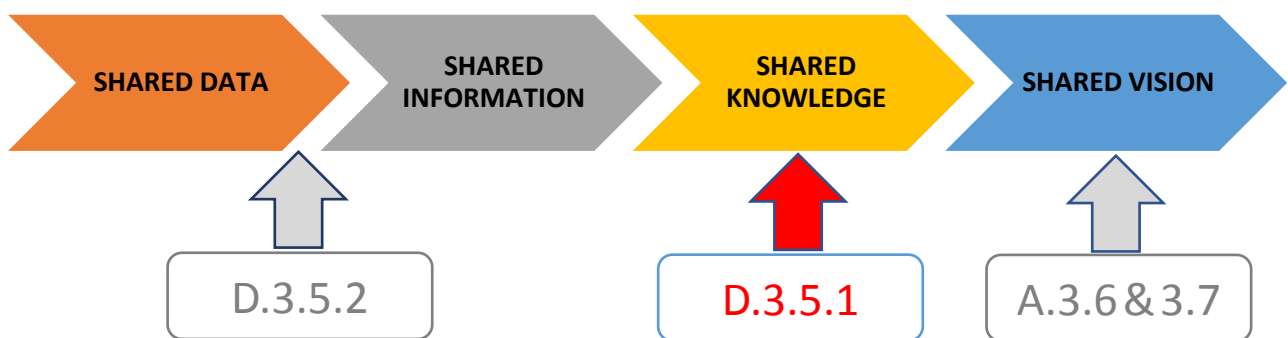 SHARED DATA
SHARED
INFORMATION
SHARED
KNOWLEDGE
SHARED VISION
D.3.5.2
D.3.5.1
A.3.6 & 3.7